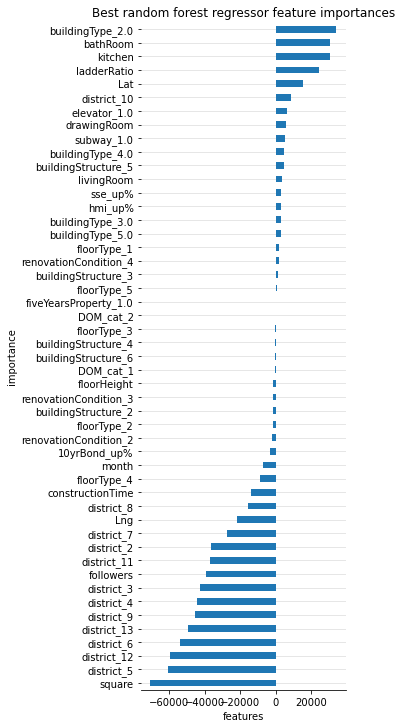 Best random forest regressor feature importances
buildingType_2.0
bathRoom
kitchen
ladderRatio
Lat
district_10
elevator_1.0
drawingRoom
subway_1.0
buildingType_4.0
buildingStructure_5
livingRoom
sse_up%
hmi_up%
buildingType_3.0
buildingType_5.0
floorType_1
renovationCondition_4
buildingStructure_3
floorType_5
fiveYearsProperty_1.0
DOM_cat_2
floorType_3
buildingStructure_4
buildingStructure_6
DOM_cat_1
floorHeight
renovationCondition_3
buildingStructure_2
floorType_2
renovationCondition_2
10yrBond_up%
month
floorType_4
constructionTime
district_8
Lng
district_7
district_2
district_11
followers
district_3
district_4
district_9
district_13
district_6
district_12
district_5
square
importance
−60000 −40000 −20000 0 20000
features